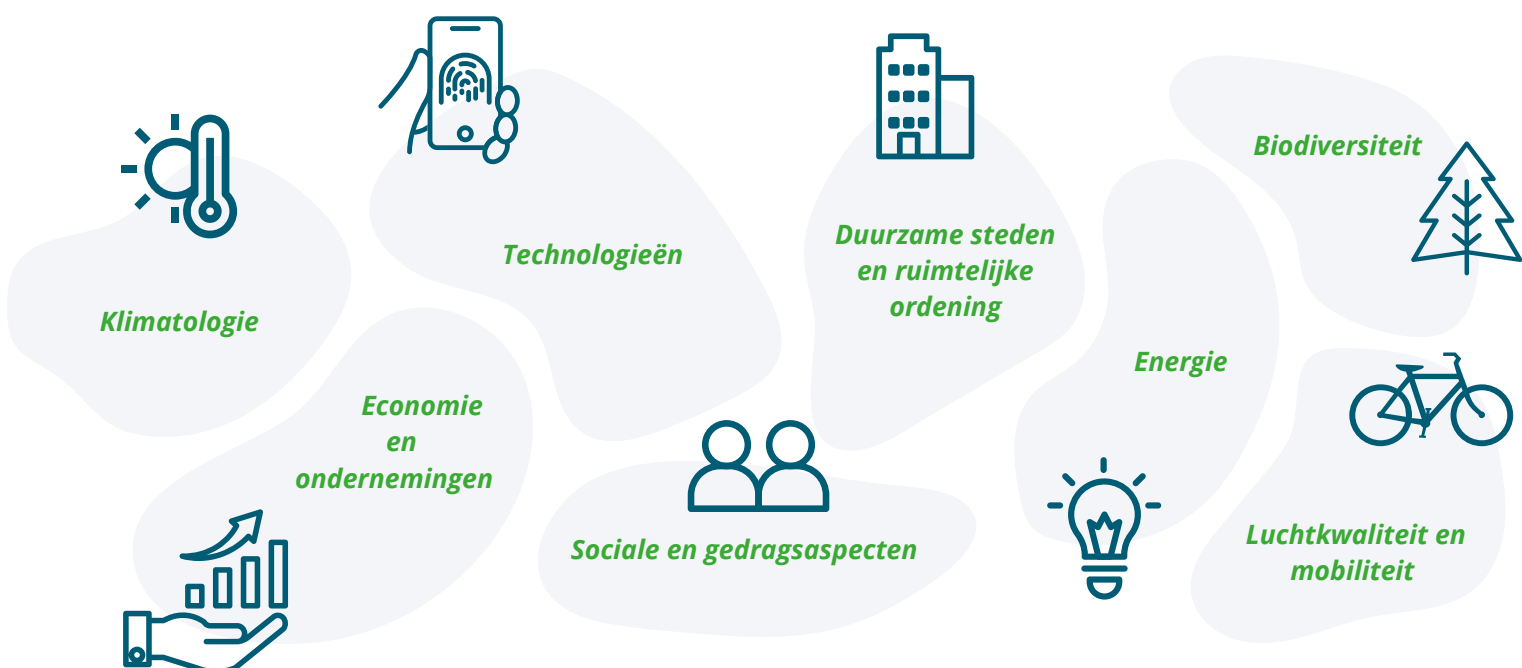 Klimatologie
Technologieën
Economie
en
ondernemingen
Sociale en gedragsaspecten
Duurzame steden
en ruimtelijke
ordening
Energie
Biodiversiteit
Luchtkwaliteit en
mobiliteit